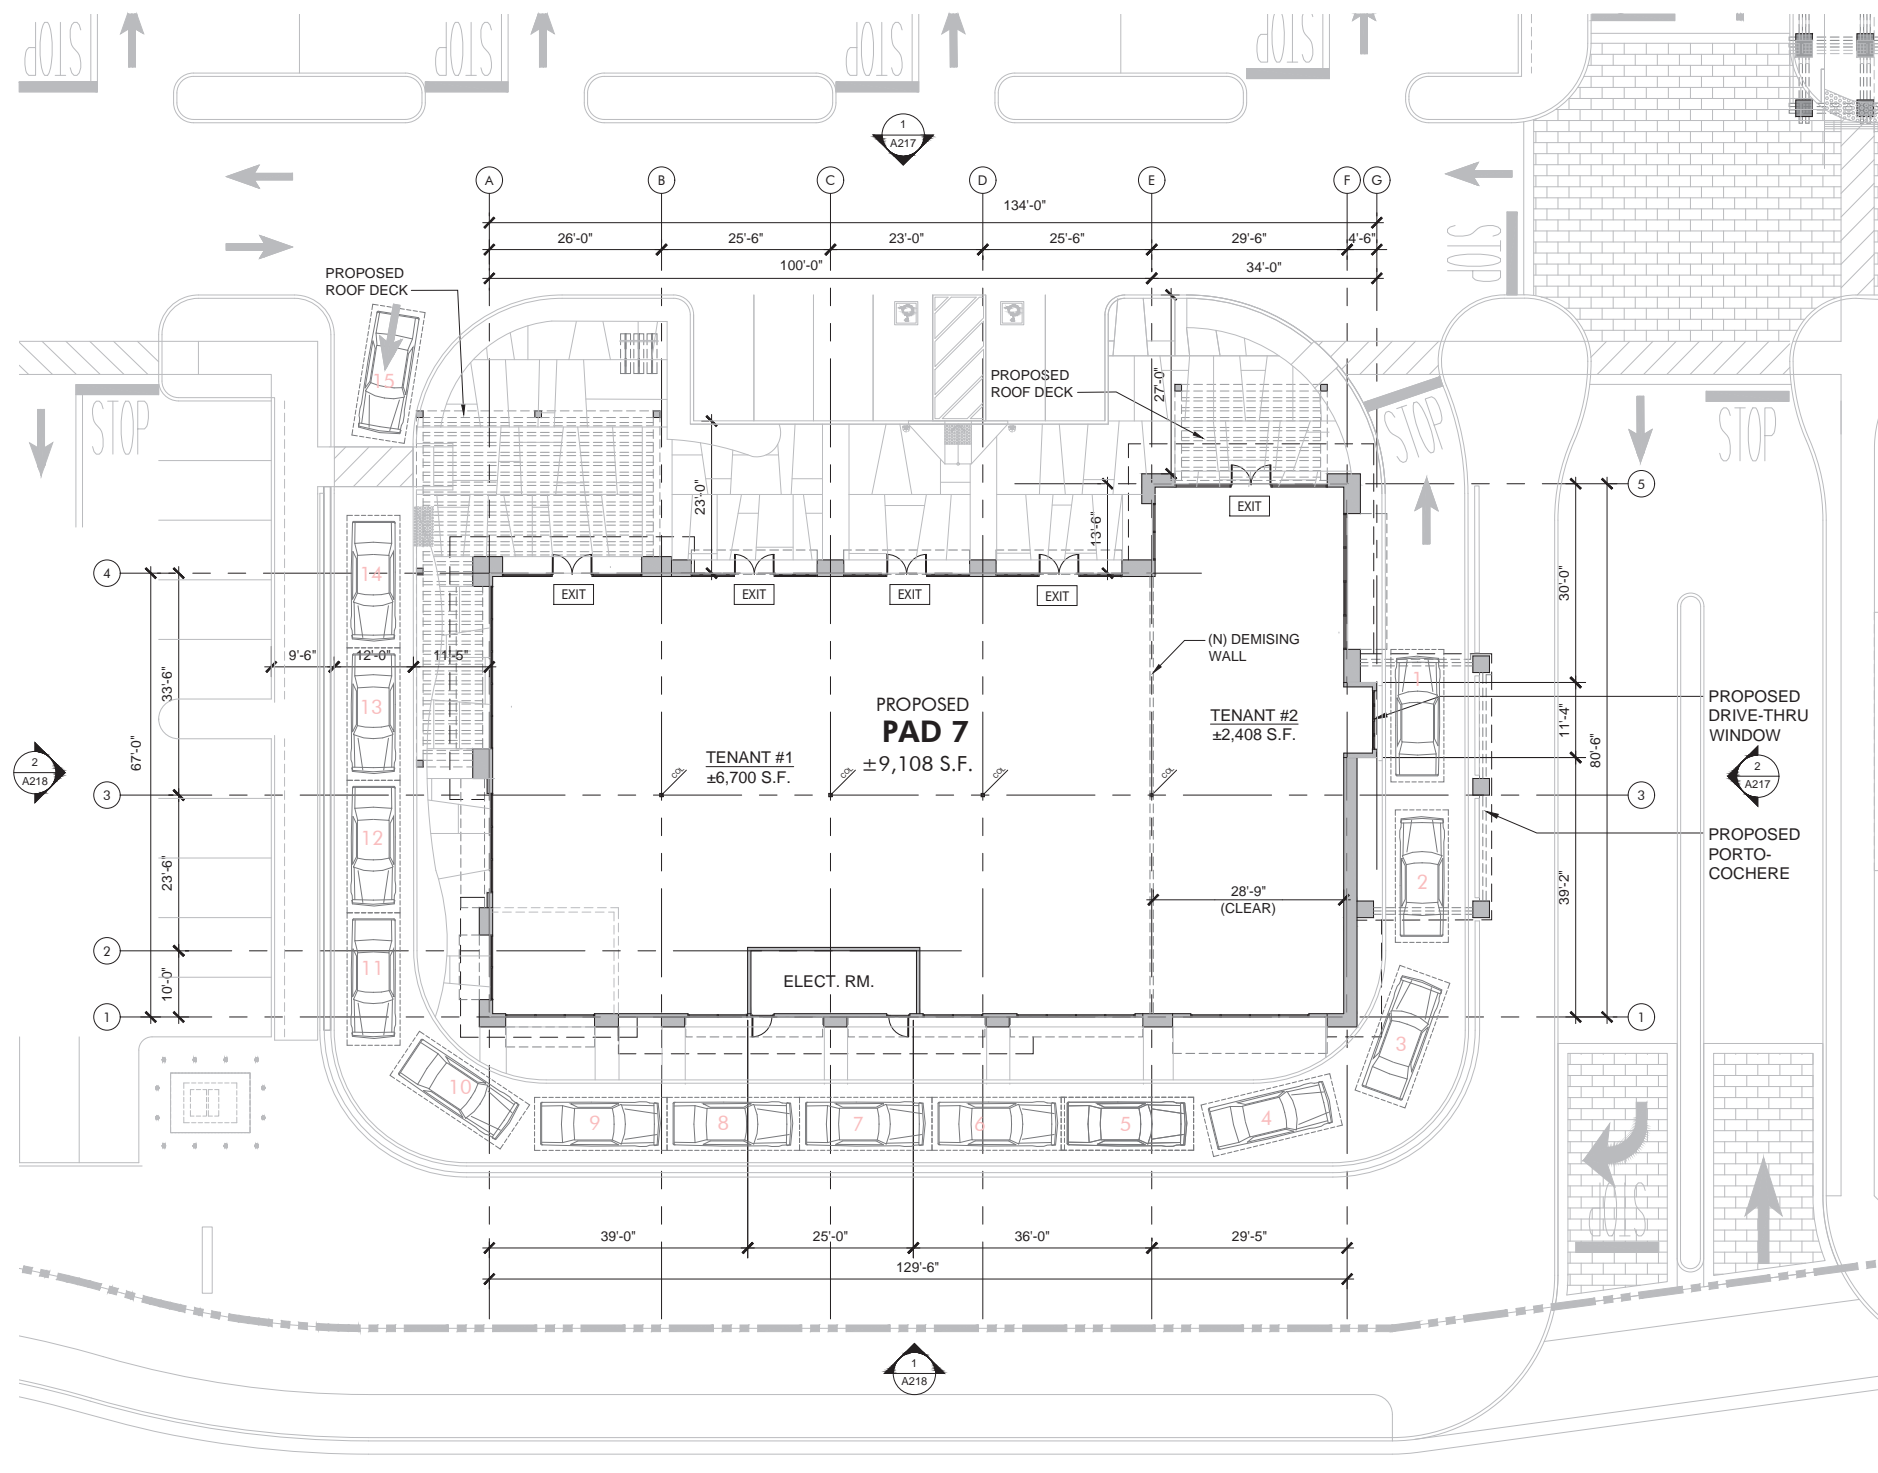 STOP
STOP
STOP
STOP
1
A217
A
B
C
D
E
F
G
134'-0"
26'-0"
25'-6"
23'-0"
25'-6"
29'-6"
4'-6"
100'-0"
34'-0"
STOP
PROPOSED
ROOF DECK
15
PROPOSED
ROOF DECK
27'-0"
STOP
STOP
STOP
23'-0"
13'-6"
EXIT
5
4
14
EXIT
EXIT
EXIT
EXIT
30'-0"
9'-6"
12'-0"
11'-5"
33'-6"
67'-0"
13
(N) DEMISING
WALL
1
PROPOSED
DRIVE-THRU
WINDOW
PROPOSED
PAD 7
±9,108 S.F.
TENANT #1
±6,700 S.F.
TENANT #2
±2,408 S.F.
11'-4"
80'-6"
2
A218
2
A217
COL
COL
COL
COL
3
3
12
PROPOSED
PORTO-
COCHERE
23'-6"
28'-9"
(CLEAR)
2
39'-2"
2
11
10'-0"
ELECT. RM.
1
1
3
10
9
8
7
6
5
4
STOP
39'-0"
25'-0"
36'-0"
29'-5"
129'-6"
1
A218